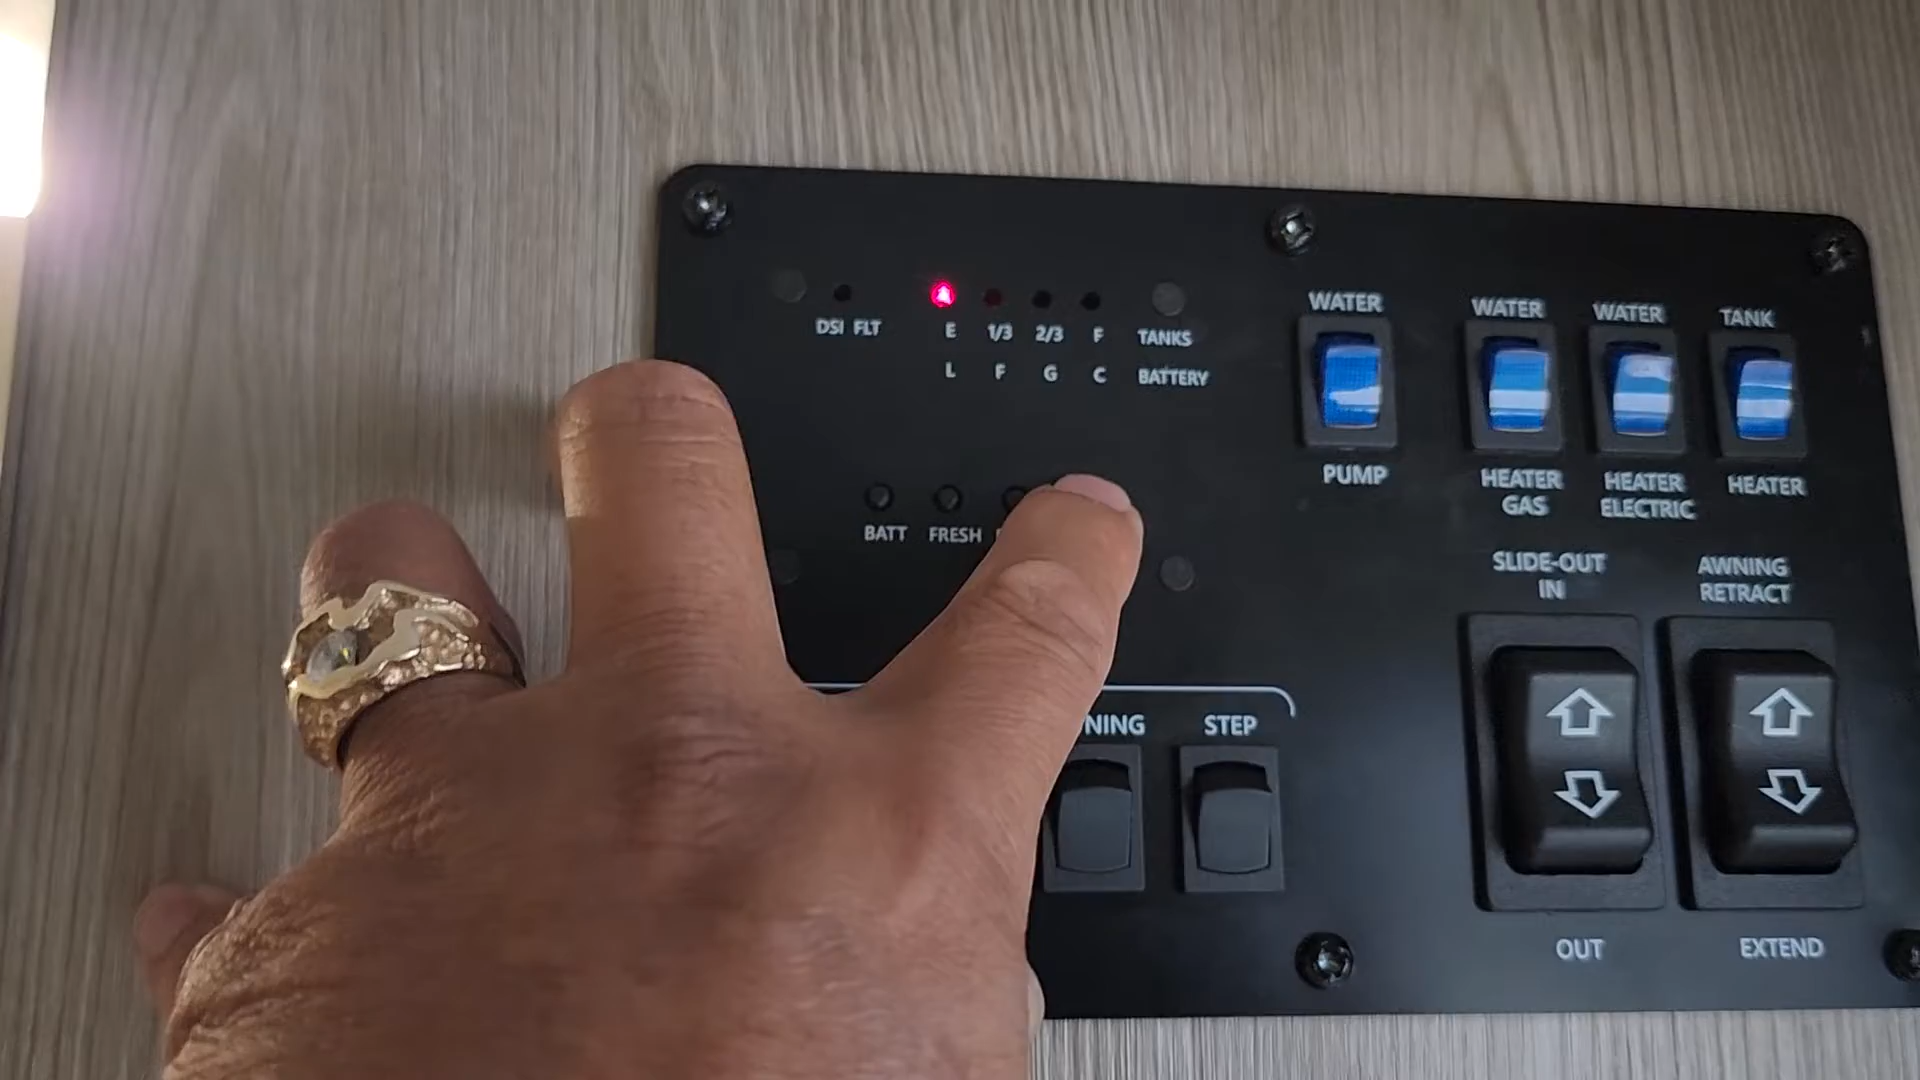 DSI FLT
E 1/3 2/3 F TANKS
L F G C BATTERY
BATT FRESH
STEP
WATER
PUMP
WATER
HEATER
GAS
WATER
HEATER
ELECTRIC
TANK
HEATER
SLIDE-OUT
IN
OUT
AWNING
RETRACT
EXTEND